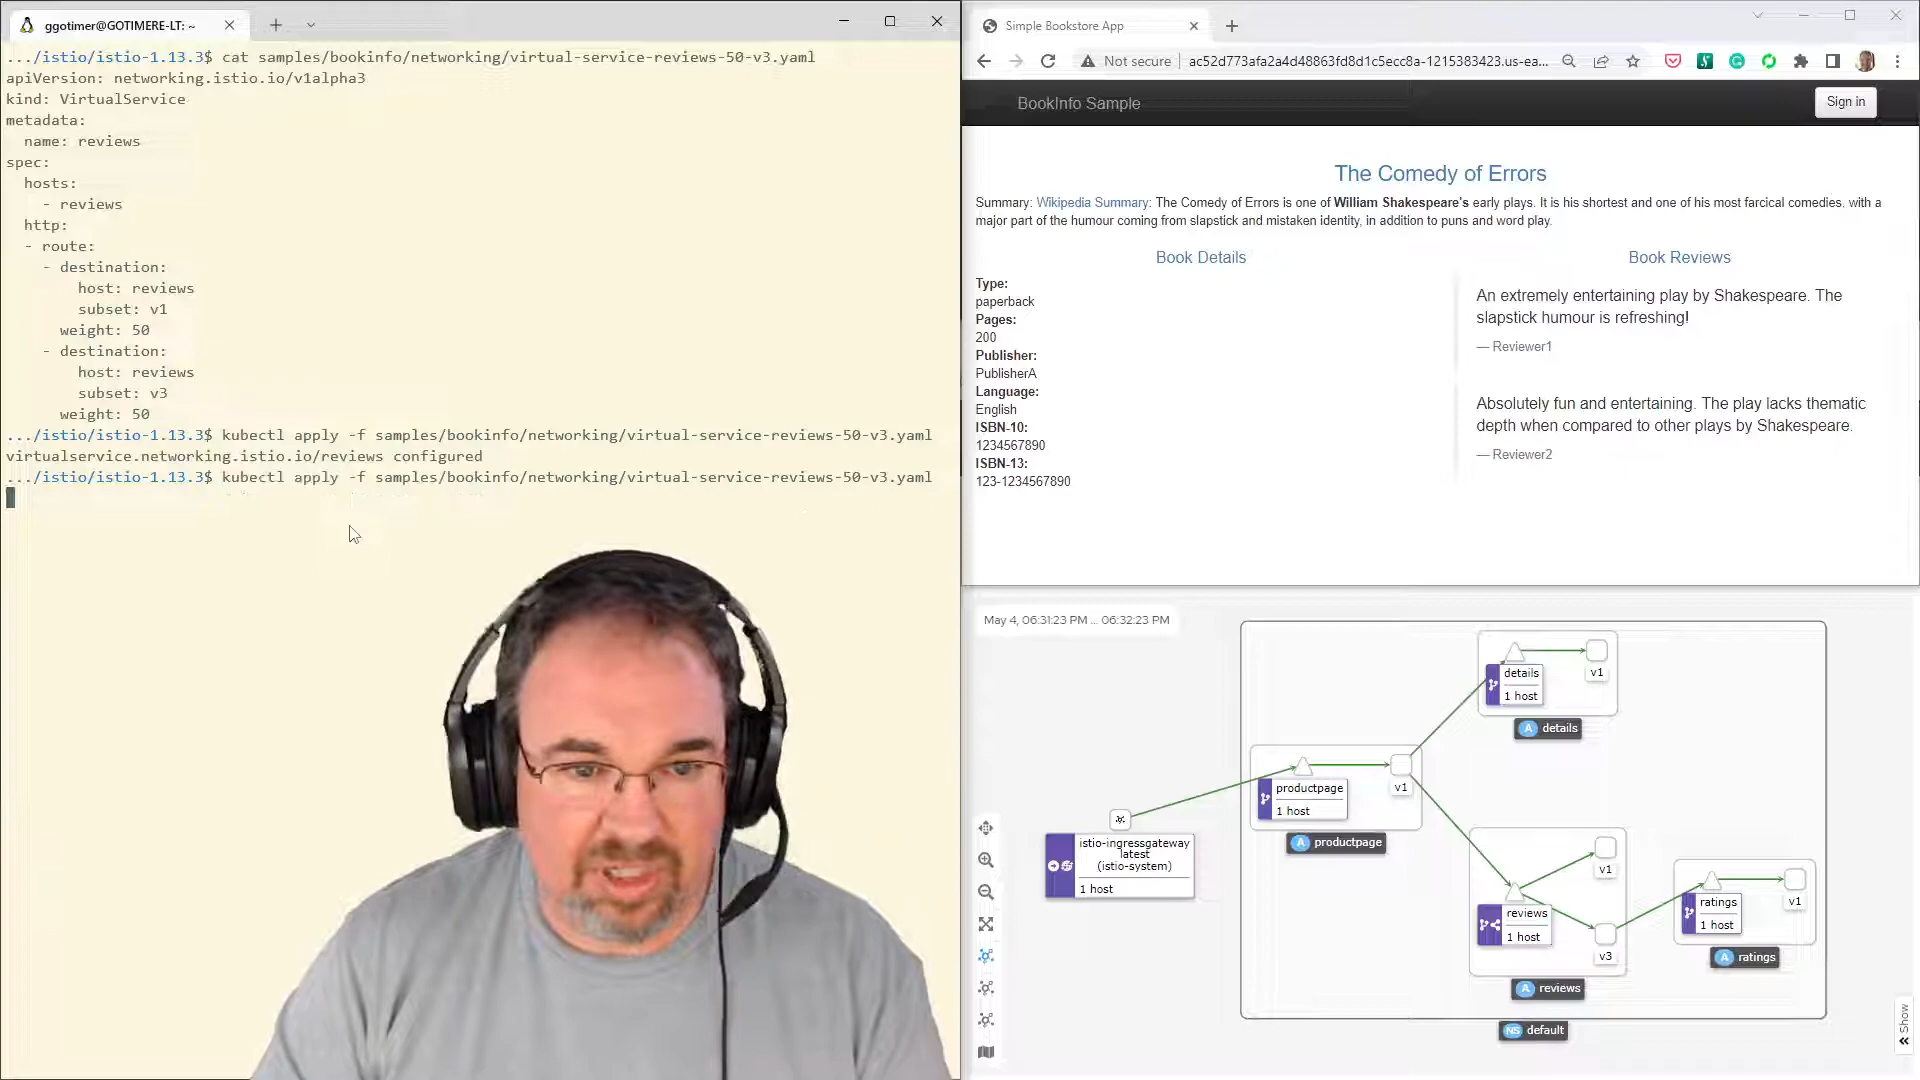 ggotimer@GOTIMERE-LT: ~
.../istio/istio-1.13.3$ cat samples/bookinfo/networking/virtual-service-reviews-50-v3.yaml
apiVersion: networking.istio.io/v1alpha3
kind: VirtualService
metadata:
  name: reviews
spec:
  hosts:
    - reviews
  http:
  - route:
    - destination:
        host: reviews
        subset: v1
      weight: 50
    - destination:
        host: reviews
        subset: v3
      weight: 50
.../istio/istio-1.13.3$ kubectl apply -f samples/bookinfo/networking/virtual-service-reviews-50-v3.yaml
virtualservice.networking.istio.io/reviews configured
.../istio/istio-1.13.3$ kubectl apply -f samples/bookinfo/networking/virtual-service-reviews-50-v3.yaml
Simple Bookstore App
Not secure
ac52d773afa2a4d48863fd8d1c5ecc8a-1215383423.us-ea...
BookInfo Sample
Sign in
The Comedy of Errors
Summary: Wikipedia Summary: The Comedy of Errors is one of William Shakespeare's early plays. It is his shortest and one of his most farcical comedies, with a
major part of the humour coming from slapstick and mistaken identity, in addition to puns and word play.
Book Details
Type:
paperback
Pages:
200
Publisher:
PublisherA
Language:
English
ISBN-10:
1234567890
ISBN-13:
123-1234567890
Book Reviews
An extremely entertaining play by Shakespeare. The
slapstick humour is refreshing!
— Reviewer1
Absolutely fun and entertaining. The play lacks thematic
depth when compared to other plays by Shakespeare.
— Reviewer2
May 4, 06:31:23 PM ... 06:32:23 PM
details
1 host
v1
A details
productpage
1 host
v1
A productpage
istio-ingressgateway
latest
(istio-system)
1 host
v1
reviews
1 host
v3
A reviews
ratings
1 host
v1
A ratings
NS default
Show